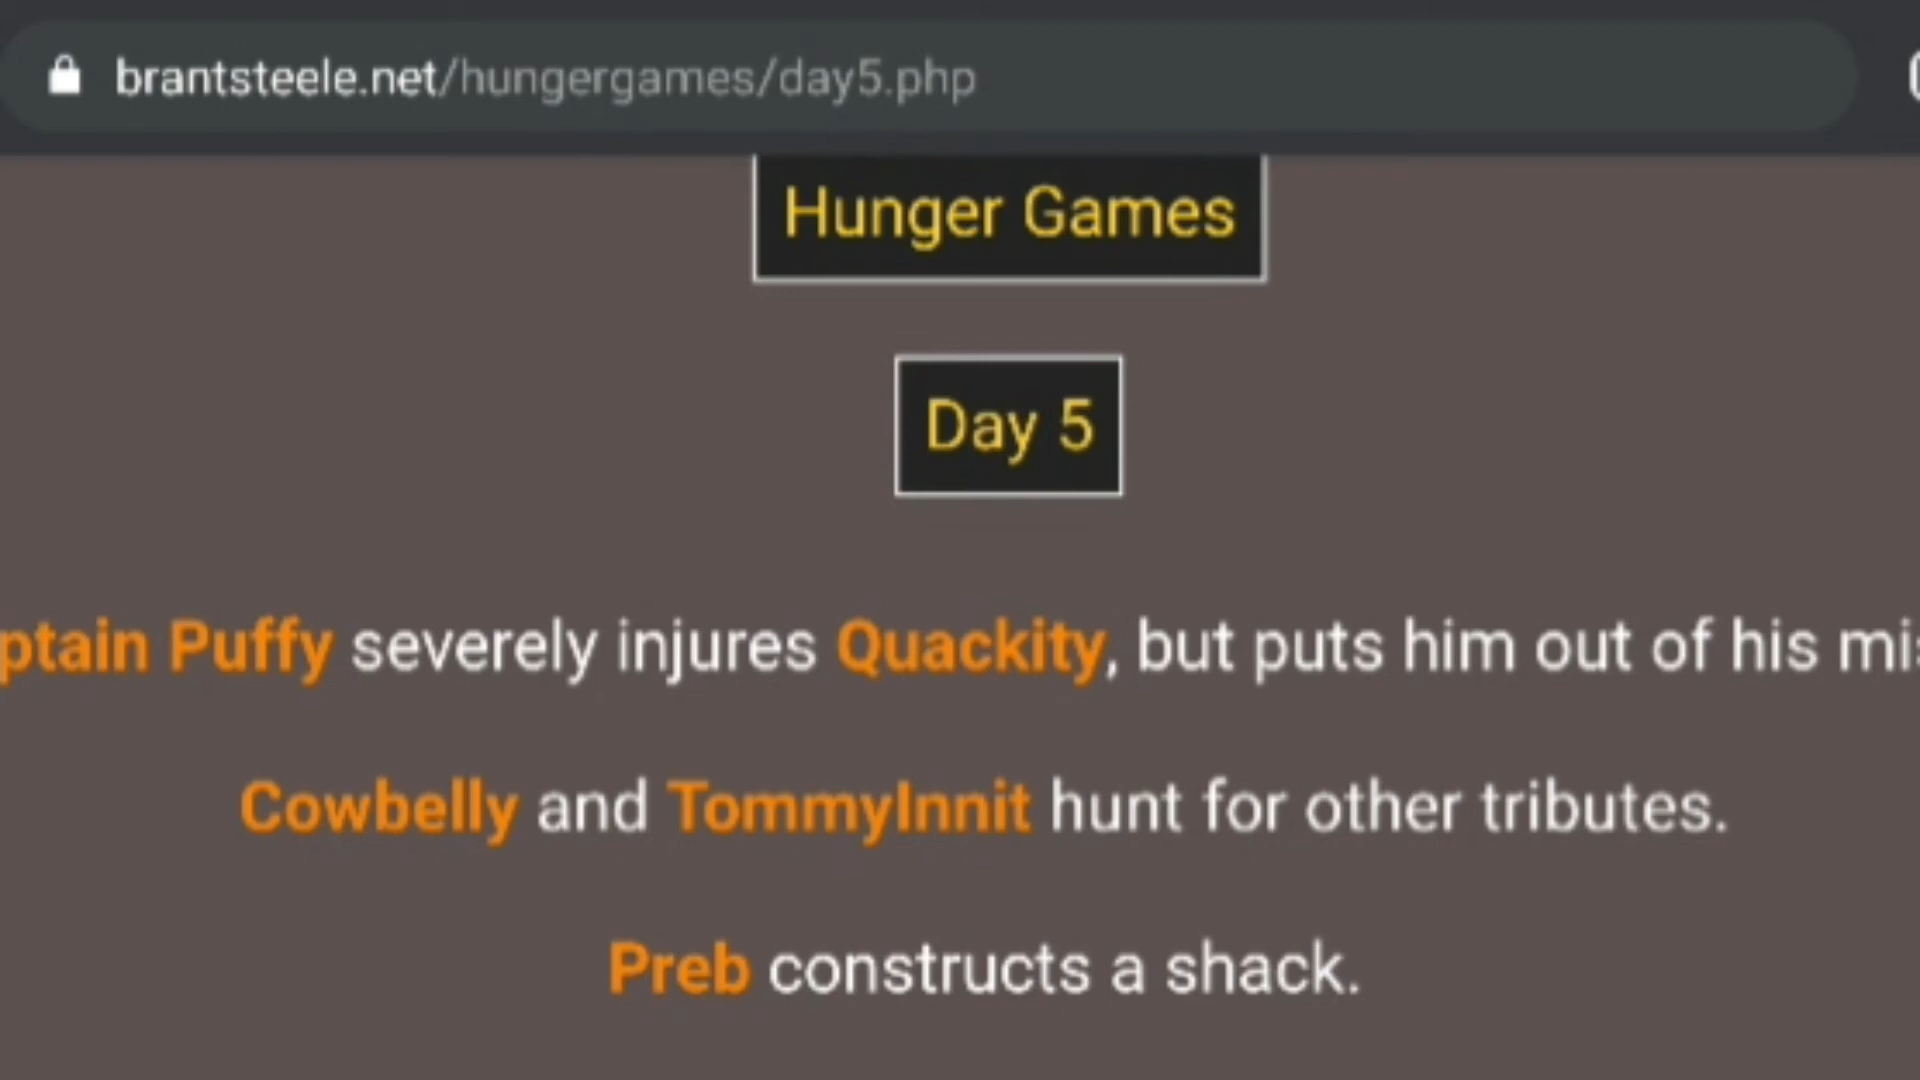 brantsteele.net/hungergames/day5.php
Hunger Games
Day 5
ptain Puffy severely injures Quackity, but puts him out of his mis
Cowbelly and TommyInnit hunt for other tributes.
Preb constructs a shack.